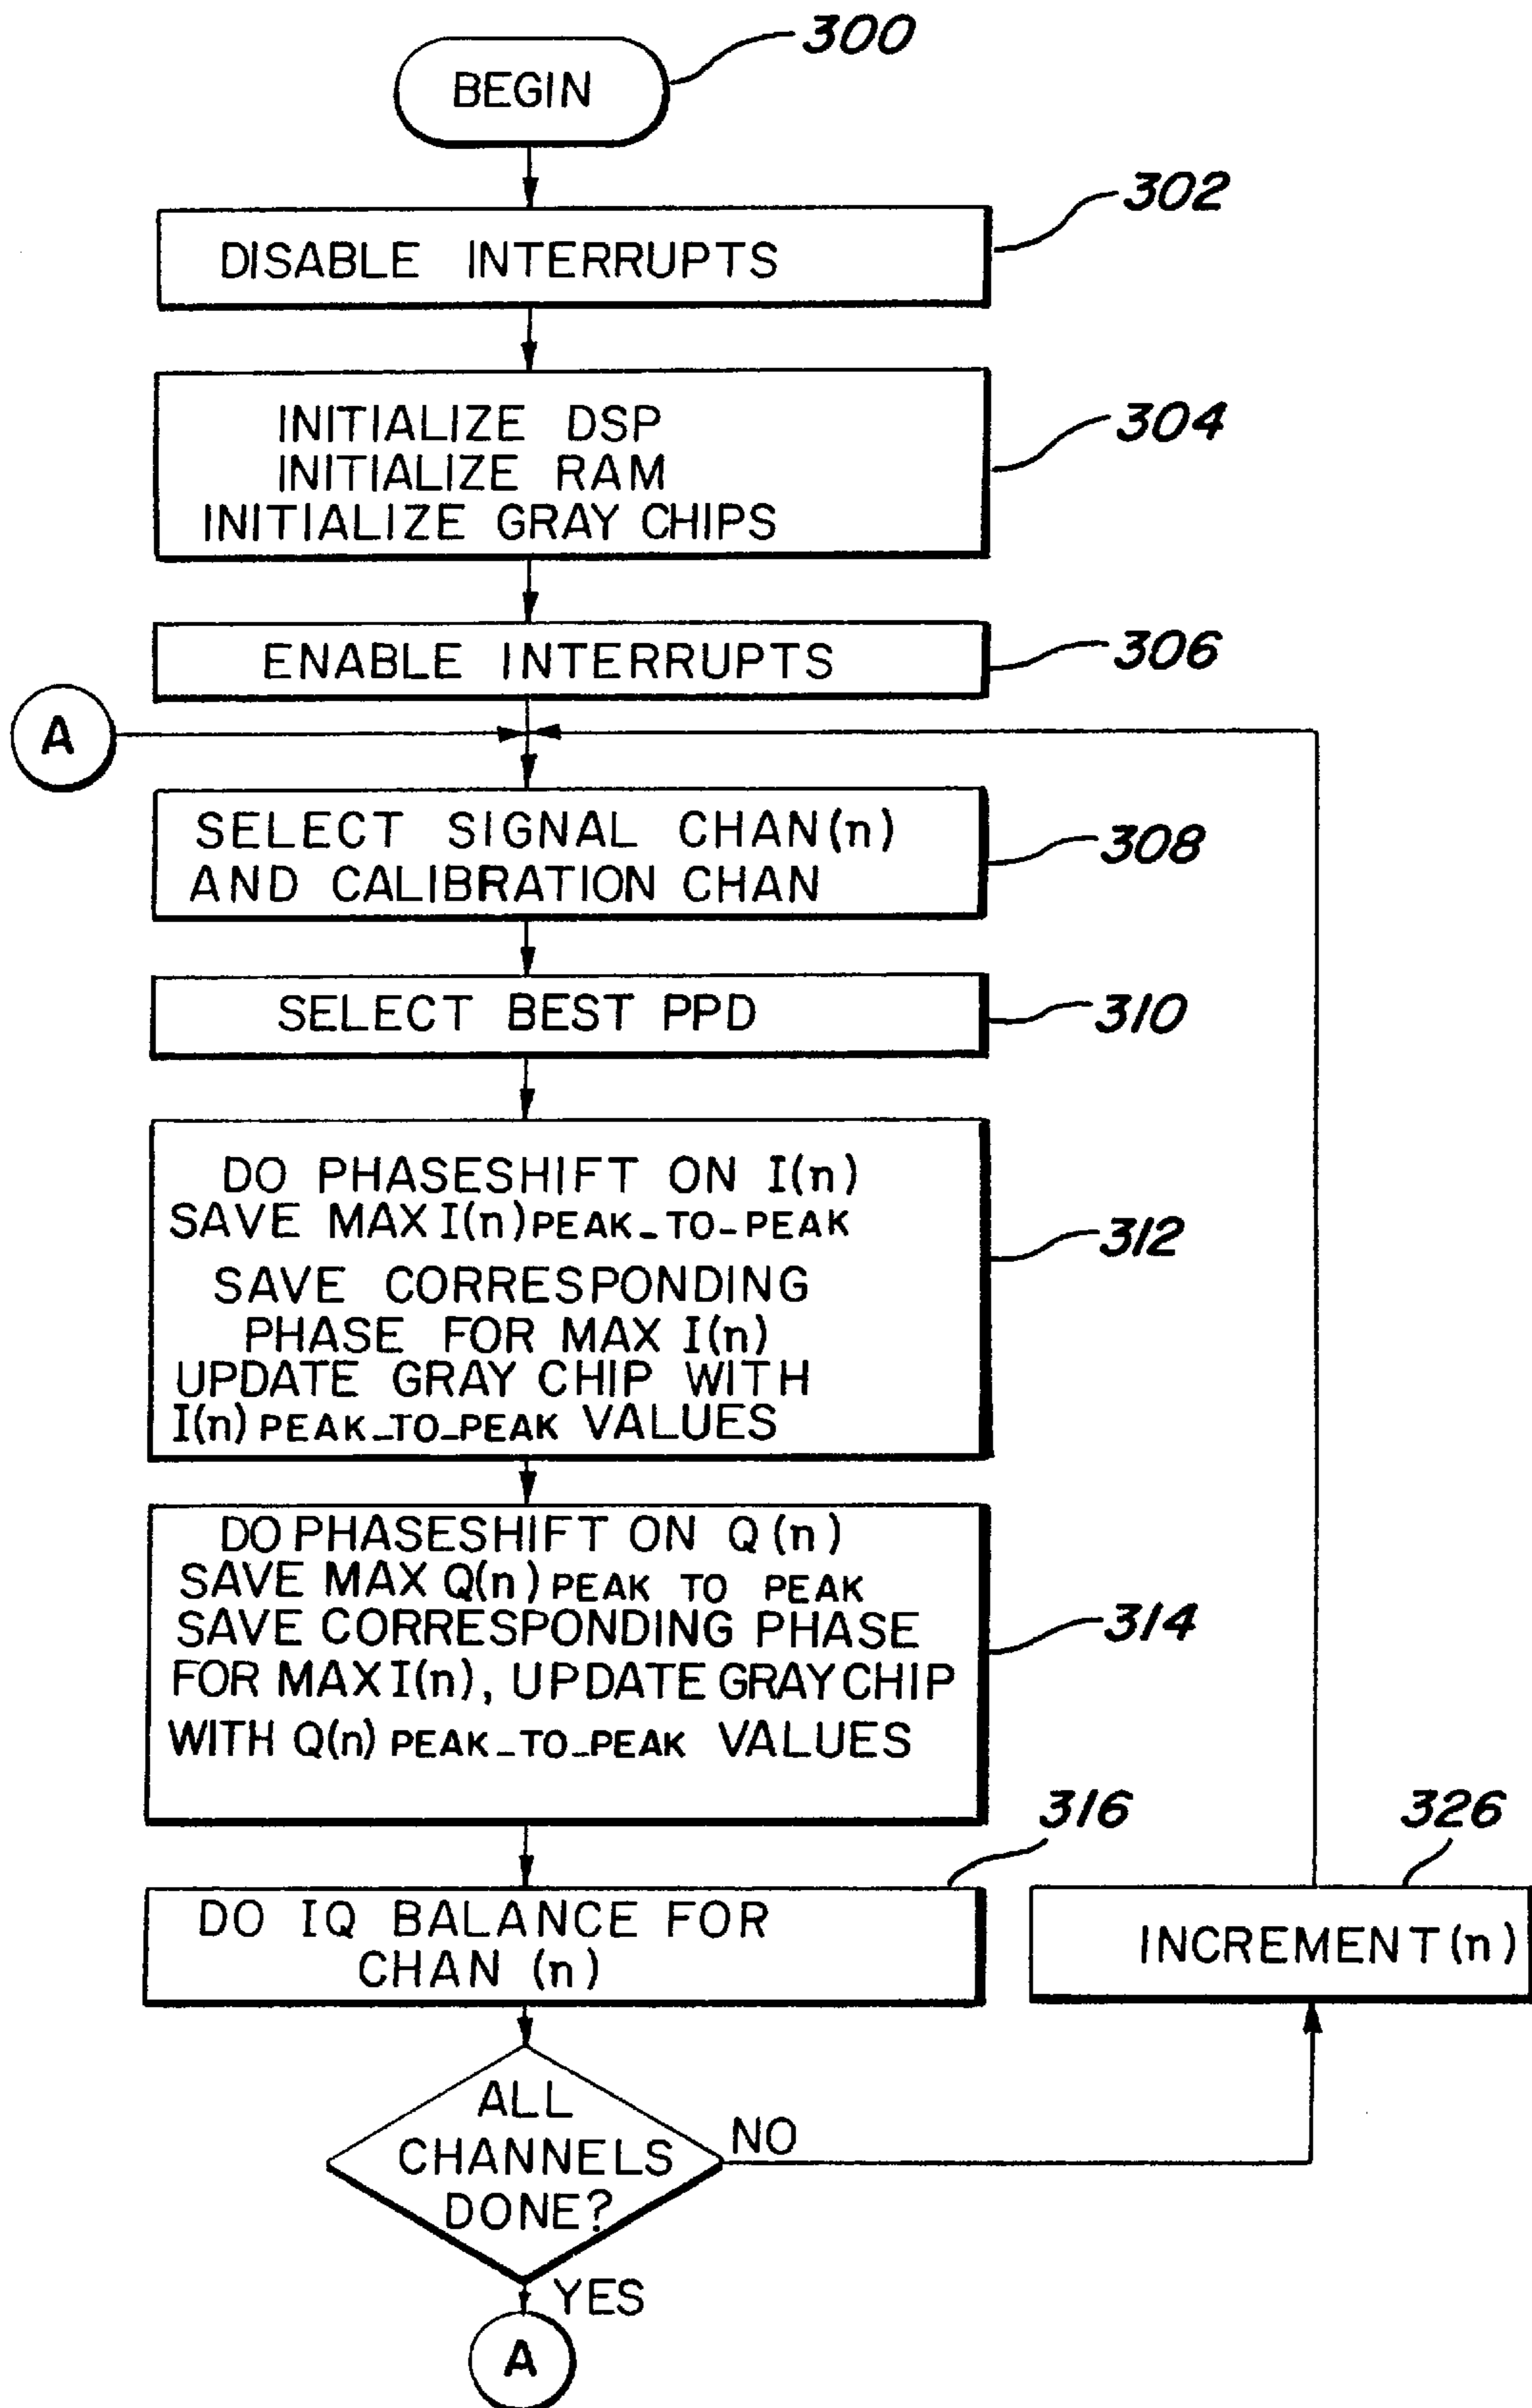 300
BEGIN
302
DISABLE INTERRUPTS
304
INITIALIZE DSP
INITIALIZE RAM
INITIALIZE GRAY CHIPS
306
ENABLE INTERRUPTS
A
308
SELECT SIGNAL CHAN(n)
AND CALIBRATION CHAN
310
SELECT BEST PPD
312
DO PHASESHIFT ON I(n)
SAVE MAX I(n) PEAK_TO-PEAK
SAVE CORRESPONDING
PHASE FOR MAX I(n)
UPDATE GRAY CHIP WITH
I(n) PEAK_TO_PEAK VALUES
314
DO PHASESHIFT ON Q(n)
SAVE MAX Q(n) PEAK TO PEAK
SAVE CORRESPONDING PHASE
FOR MAX I(n), UPDATE GRAY CHIP
WITH Q(n) PEAK_TO_PEAK VALUES
316
DO IQ BALANCE FOR
CHAN (n)
326
INCREMENT(n)
ALL
CHANNELS
DONE?
NO
YES
A